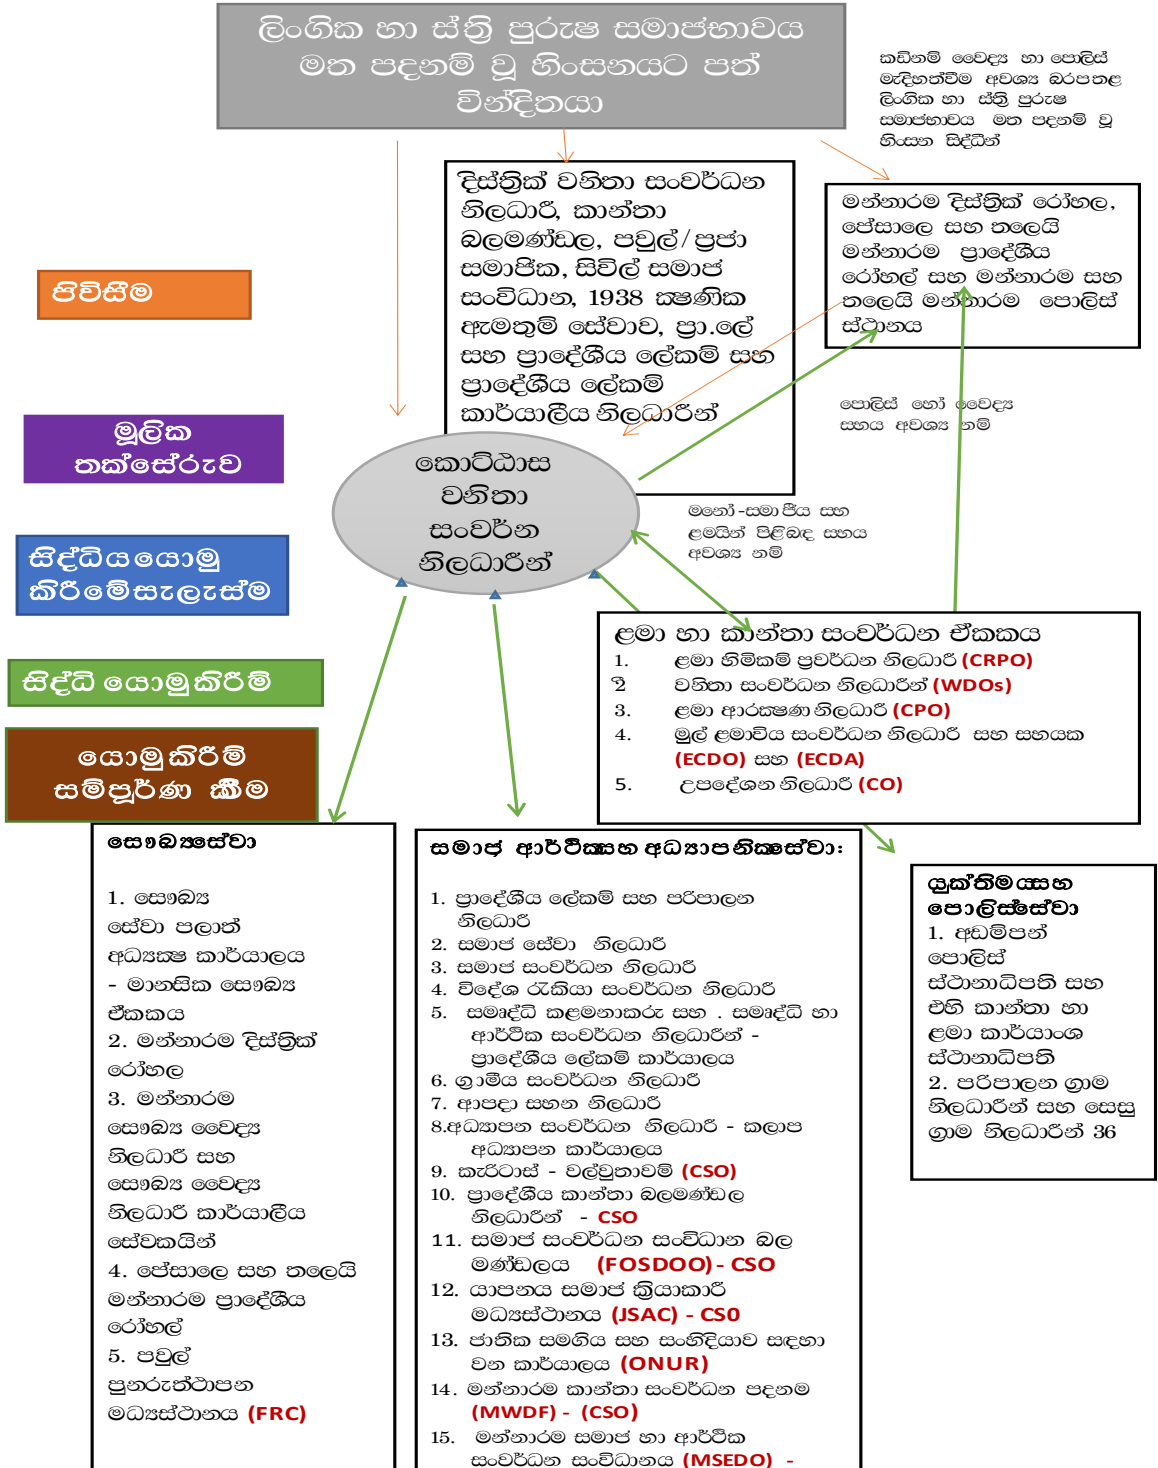 ලිංගික හා ස්ත්‍රි පුරුෂ සමාජභාවය
මත පදනම් වූ හිංසනයට පත්
වින්දිතයා
කඩිනම් වෛද්‍ය හා පොලිස්
මැදිහත්වීම අවශ්‍ය බරපතළ
ලිංගික හා ස්ත්‍රි පුරුෂ
සමාජභාවය මත පදනම් වූ
හිංසන සිද්ධීන්
දිස්ත්‍රික් වනිතා සංවර්ධන
නිලධාරී, කාන්තා
බලමණ්ඩල, පවුල්/ප්‍රජා
සමාජික, සිවිල් සමාජ
සංවිධාන, 1938 ක්‍ෂණික
ඇමතුම් සේවාව, ප්‍රා.ලේ
සහ ප්‍රාදේශීය ලේකම් සහ
ප්‍රාදේශීය ලේකම්
කාර්යාලීය නිලධාරීන්
මන්නාරම දිස්ත්‍රික් රෝහල,
පේසාලෙ සහ තලෙයි
මන්නාරම ප්‍රාදේශීය
රෝහල් සහ මන්නාරම සහ
තලෙයි මන්නාරම පොලිස්
ස්ථානය
පිවිසීම
මූලික
තක්සේරුව
සිද්ධිය යොමු
කිරීමේ සැලැස්ම
සිද්ධි යොමුකිරීම්
යොමුකිරීම්
සම්පූර්ණ කිරීම
කොට්ඨාස
වනිතා
සංවර්න
නිලධාරීන්
පොලිස් හෝ වෛද්‍ය
සහය අවශ්‍ය නම්
මනෝ-සමාජීය සහ
ළමයින් පිළිබඳ සහය
අවශ්‍ය නම්
ළමා හා කාන්තා සංවර්ධන ඒකකය
1. ළමා හිමිකම් ප්‍රවර්ධන නිලධාරී (CRPO)
2 වනිතා සංවර්ධන නිලධාරීන් (WDOs)
3. ළමා ආරක්‍ෂණ නිලධාරී (CPO)
4. මුල් ළමාවිය සංවර්ධන නිලධාරී සහ සහයක
(ECDO) සහ (ECDA)
5. උපදේශන නිලධාරී (CO)
සෞඛ්‍ය සේවා
1. සෞඛ්‍ය
සේවා පලාත්
අධ්‍යක්‍ෂ කාර්යාලය
- මානසික සෞඛ්‍ය
ඒකකය
2. මන්නාරම දිස්ත්‍රික්
රෝහල
3. මන්නාරම
සෞඛ්‍ය වෛද්‍ය
නිලධාරී සහ
සෞඛ්‍ය වෛද්‍ය
නිලධාරී කාර්යාලීය
සේවකයින්
4. පේසාලෙ සහ තලෙයි
මන්නාරම ප්‍රාදේශීය
රෝහල්
5. පවුල්
පුනරුත්ථාපන
මධ්‍යස්ථානය (FRC)
සමාජ, ආර්ථික සහ අධ්‍යාපනික සේවා:
1. ප්‍රාදේශීය ලේකම් සහ පරිපාලන
නිලධාරී
2. සමාජ සේවා නිලධාරී
3. සමාජ සංවර්ධන නිලධාරී
4. විදේශ රැකියා සංවර්ධන නිලධාරී
5. සමෘද්ධි කළමනාකරු සහ . සමෘද්ධි හා
ආර්ථික සංවර්ධන නිලධාරීන් -
ප්‍රාදේශීය ලේකම් කාර්යාලය
6. ග්‍රාමීය සංවර්ධන නිලධාරී
7. ආපදා සහන නිලධාරී
8.අධ්‍යාපන සංවර්ධන නිලධාරී - කලාප
අධ්‍යාපන කාර්යාලය
9. කැරිටාස් - වල්වුතාවම් (CSO)
10. ප්‍රාදේශීය කාන්තා බලමණ්ඩල
නිලධාරීන් - CSO
11. සමාජ සංවර්ධන සංවිධාන බල
මණ්ඩලය (FOSDOO) - CSO
12. යාපනය සමාජ ක්‍රියාකාරී
මධ්‍යස්ථානය (JSAC) - CS0
13. ජාතික සමගිය සහ සංහිදියාව සඳහා
වන කාර්යාලය (ONUR)
14. මන්නාරම කාන්තා සංවර්ධන පදනම
(MWDF) - (CSO)
15. මන්නාරම සමාජ හා ආර්ථික
සංවර්ධන සංවිධානය (MSEDO) -
යුක්තිමය සහ
පොලිස් සේවා
1. අඩම්පන්
පොලිස්
ස්ථානාධිපති සහ
එහි කාන්තා හා
ළමා කාර්යාංශ
ස්ථානාධිපති
2. පරිපාලන ග්‍රාම
නිලධාරීන් සහ සෙසු
ග්‍රාම නිලධාරීන් 36